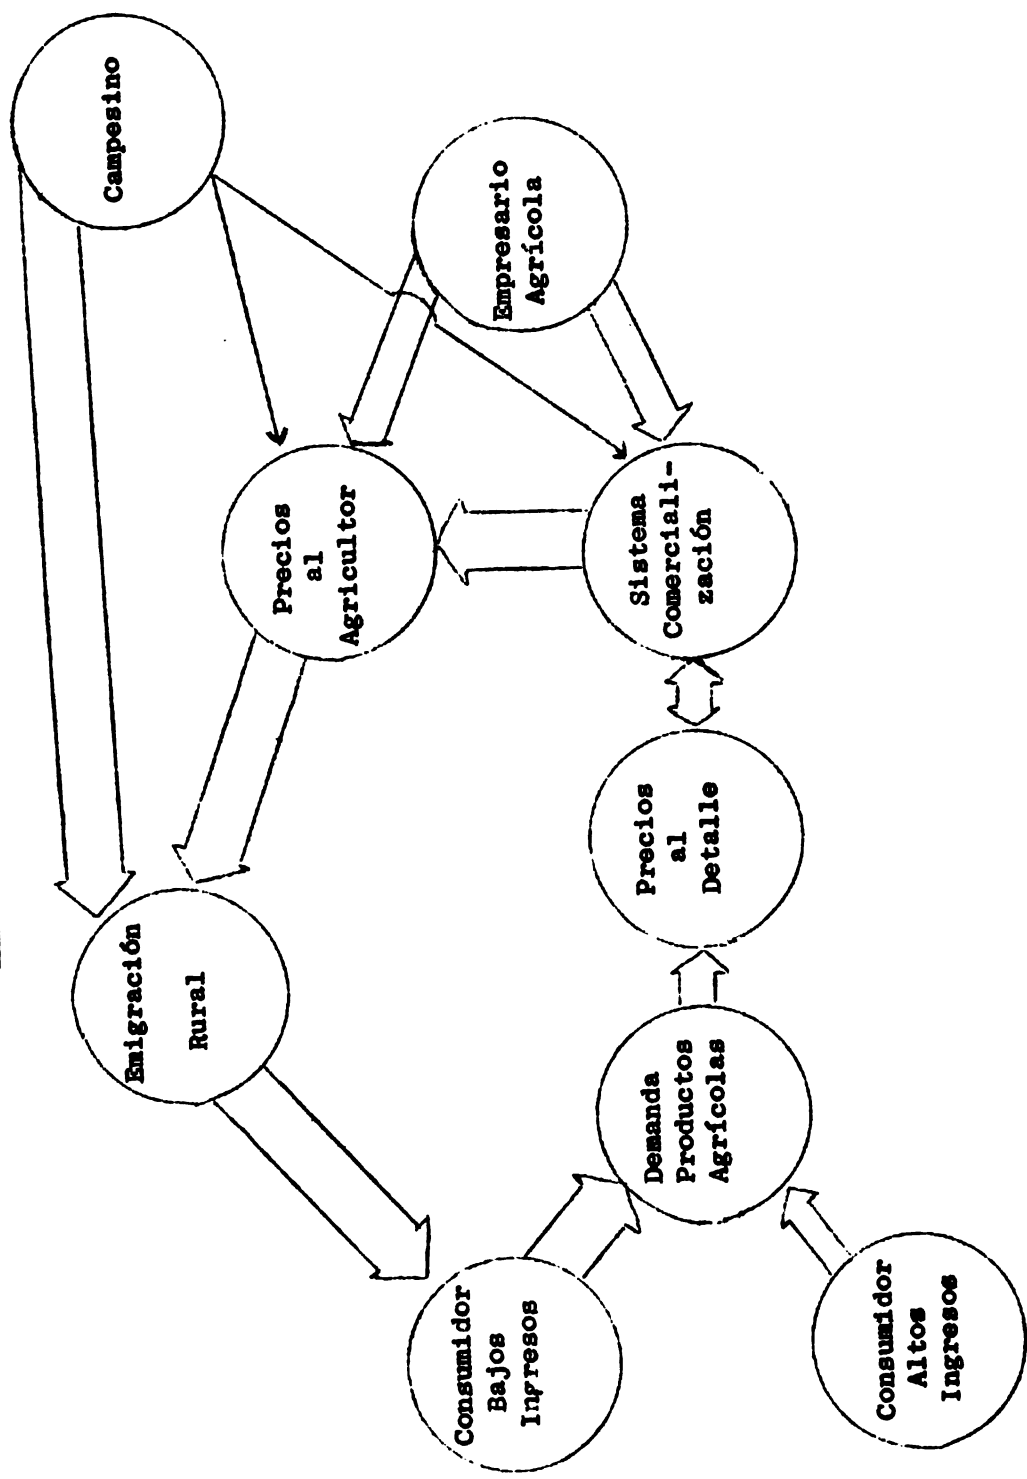 Campesino
Empresario
Agrícola
Precios
al
Agricultor
Sistema
Comerciali-
zación
Precios
al
Detalle
Emigración
Rural
Demanda
Productos
Agrícolas
Consumidor
Bajos
Ingresos
Consumidor
Altos
Ingresos